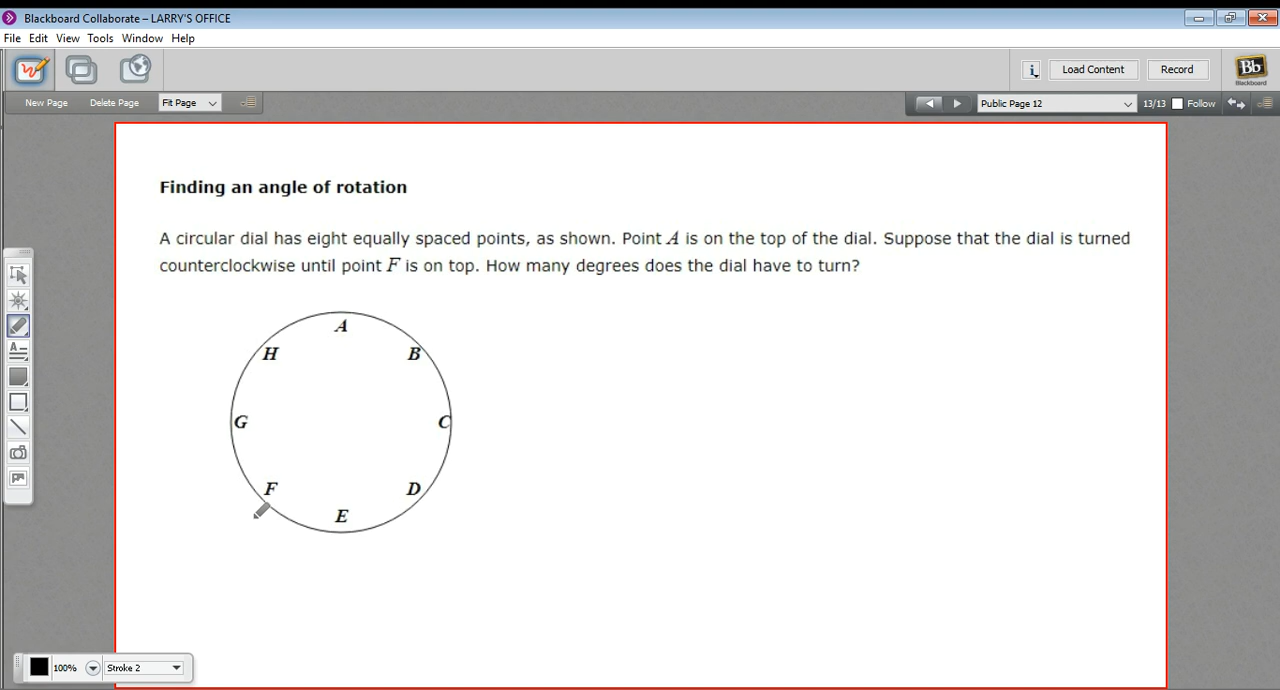 Blackboard Collaborate – LARRY'S OFFICE
File Edit View Tools Window Help
i Load Content Record Bb
Blackboard
New Page Delete Page Fit Page Public Page 12 13/13 Follow
Finding an angle of rotation
A circular dial has eight equally spaced points, as shown. Point A is on the top of the dial. Suppose that the dial is turned
counterclockwise until point F is on top. How many degrees does the dial have to turn?
A
H B
G C
F D
E
A
100% Stroke 2